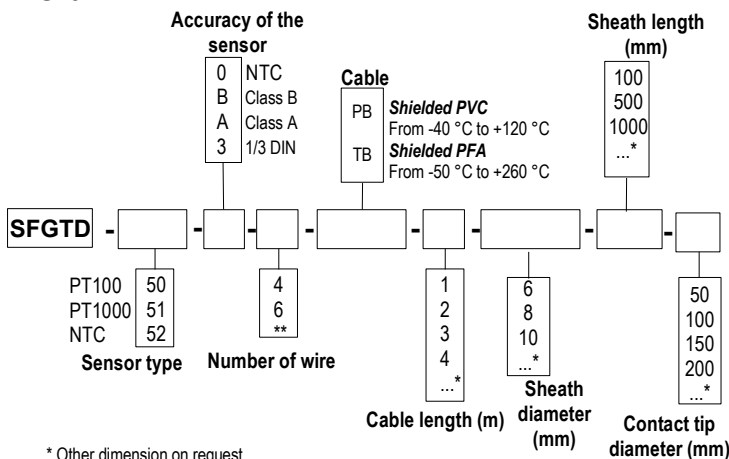 Accuracy of the
sensor
0 NTC
B Class B
A Class A
3 1/3 DIN
Cable
PB Shielded PVC
From -40 °C to +120 °C
TB Shielded PFA
From -50 °C to +260 °C
Sheath length
(mm)
100
500
1000
...*
SFGTD - - - - - - - -
PT100 50
PT1000 51
NTC 52
Sensor type
4
6
**
Number of wire
1
2
3
4
...*
Cable length (m)
6
8
10
...*
Sheath
diameter
(mm)
50
100
150
200
...*
Contact tip
diameter (mm)
* Other dimension on request